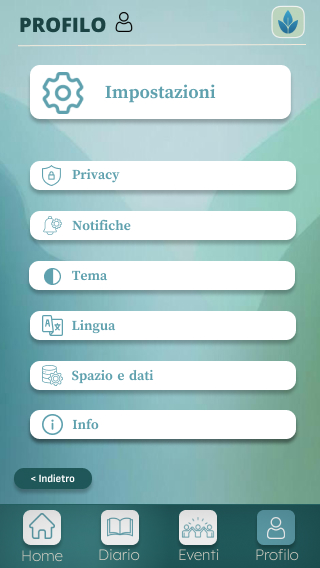 PROFILO
Impostazioni
Privacy
Notifiche
Tema
Lingua
Spazio e dati
Info
< Indietro
Home Diario Eventi Profilo